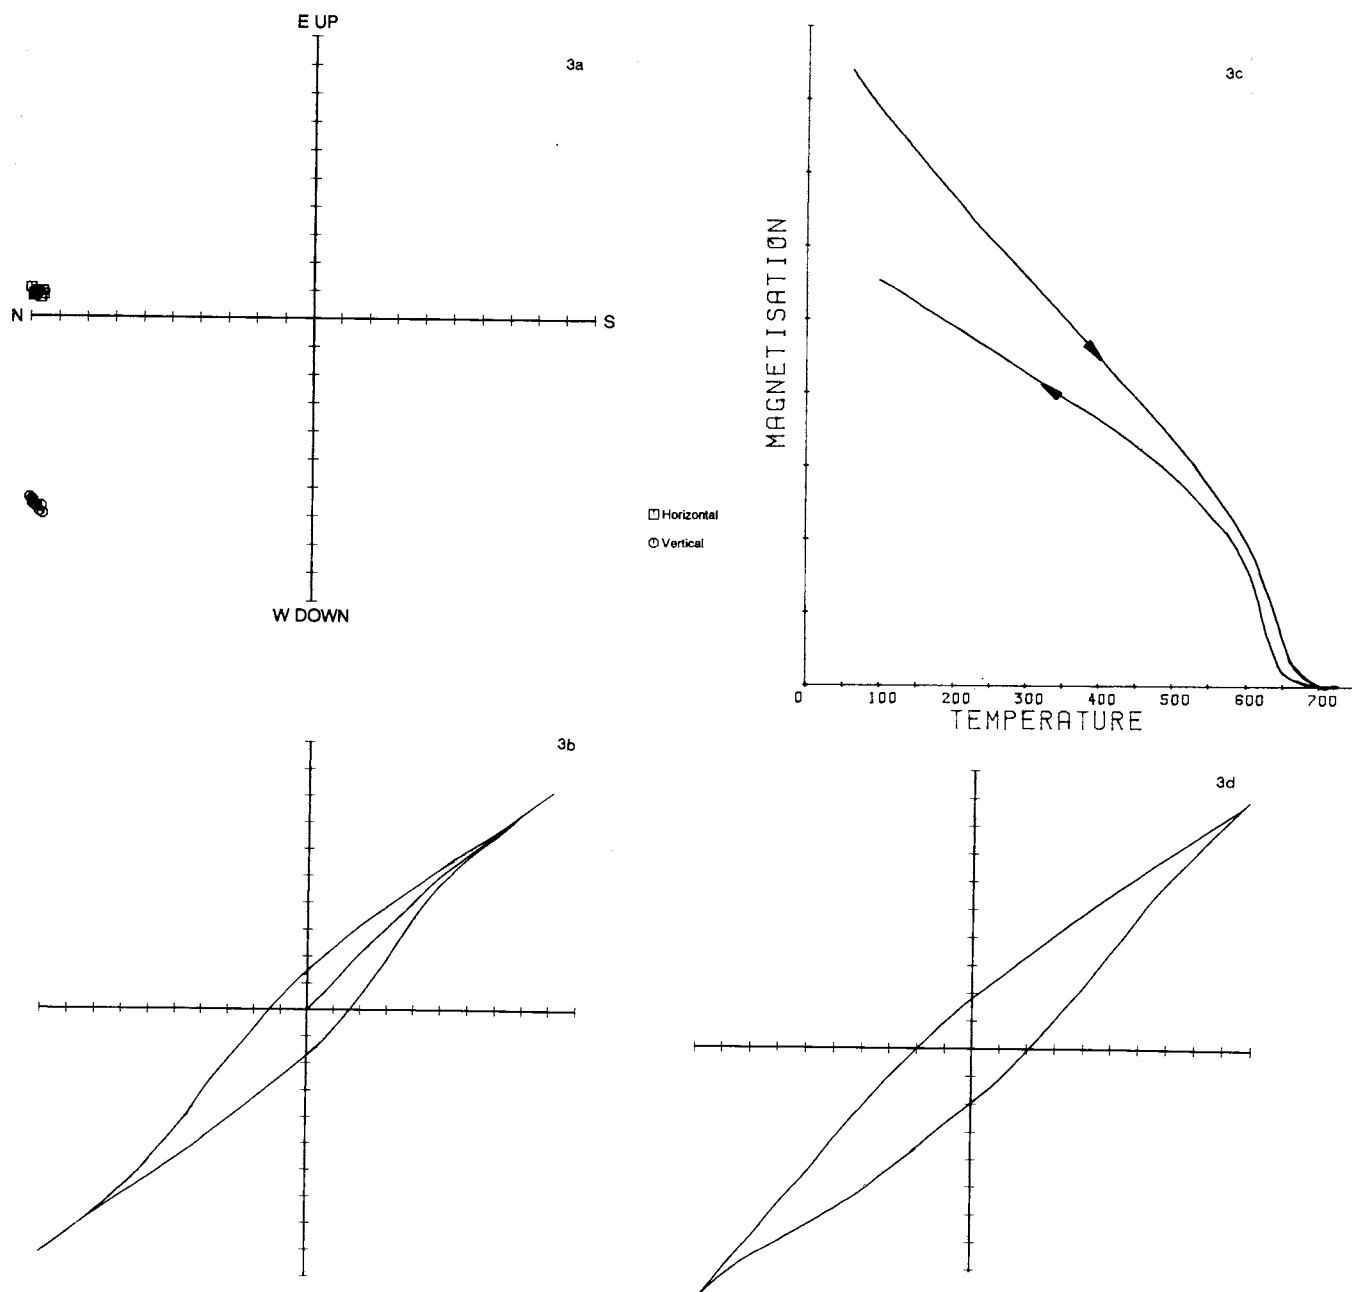 E UP
3a
N
S
W DOWN
□ Horizontal
○ Vertical
3c
MAGNETISATION
0 100 200 300 400 500 600 700
TEMPERATURE
3b
3d